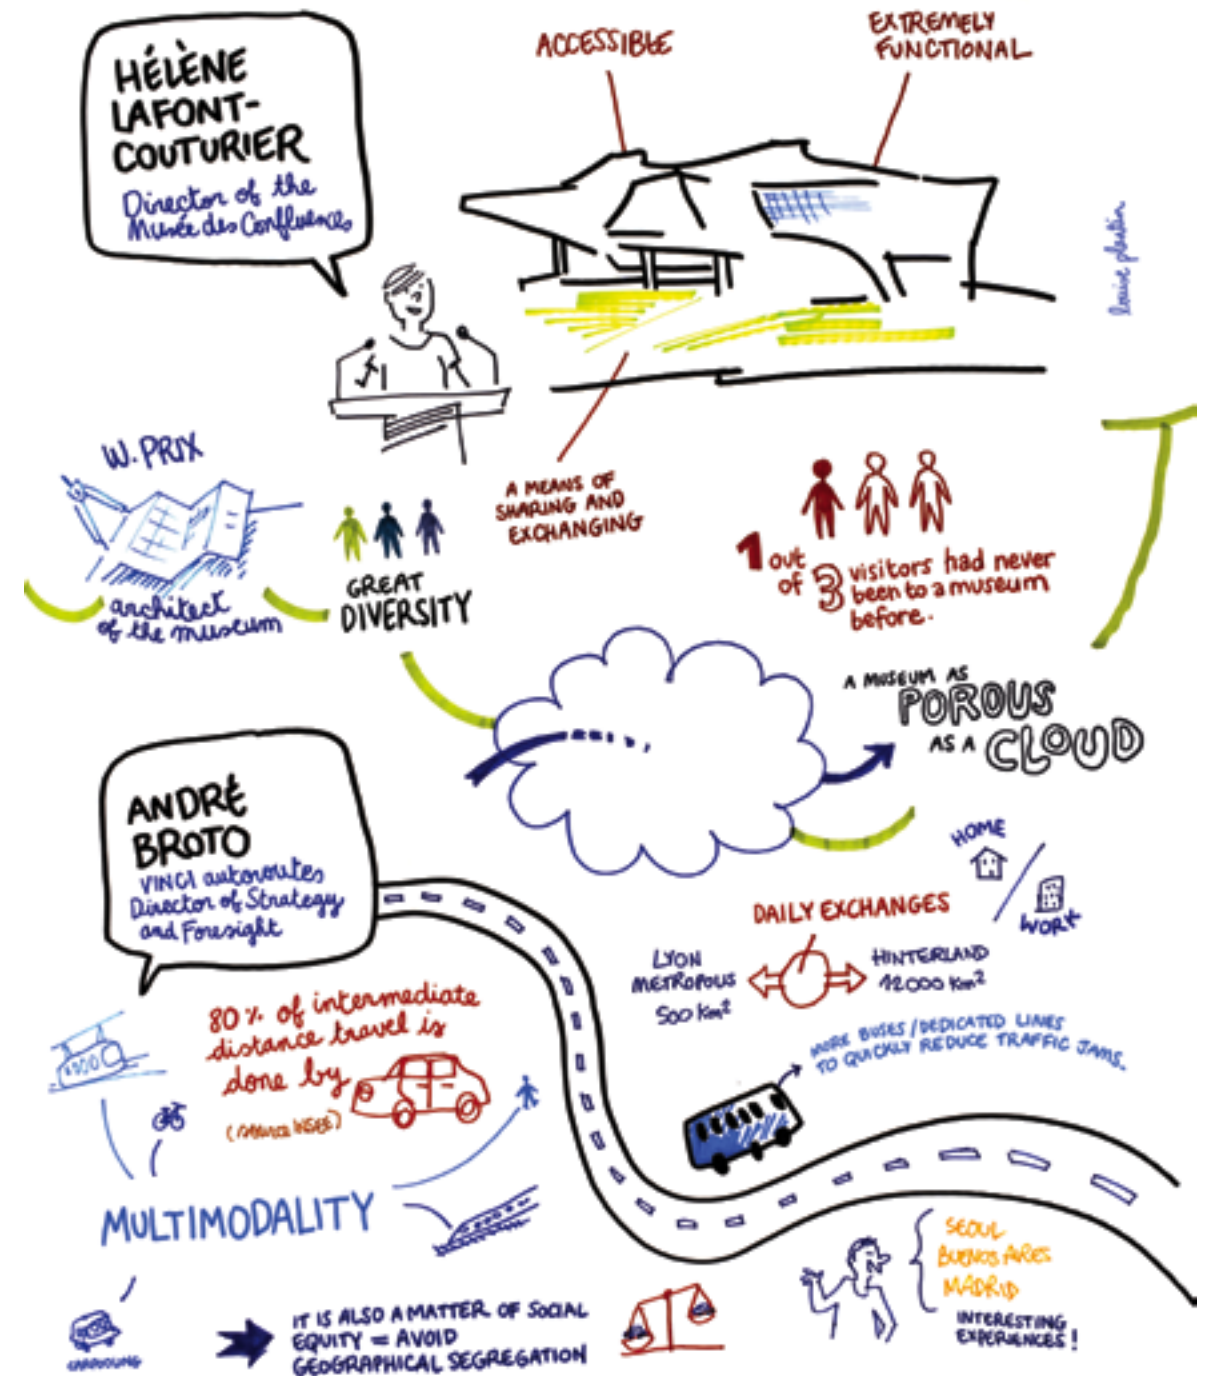 HÉLÈNE
LAFONT-
COUTURIER
Director of the
Musée des Confluences
ACCESSIBLE
EXTREMELY
FUNCTIONAL
louise plantin
W. PRIX
architect
of the museum
GREAT
DIVERSITY
A MEANS OF
SHARING AND
EXCHANGING
1 out
of 3 visitors had never
been to a museum
before.
A MUSEUM AS
POROUS
AS A CLOUD
ANDRÉ
BROTO
VINCI autoroutes
Director of Strategy
and Foresight
HOME
WORK
DAILY EXCHANGES
LYON
METROPOLIS
500 Km²
HINTERLAND
12000 Km²
80% of intermediate
distance travel is
done by
(source INSEE)
MORE BUSES/DEDICATED LINES
TO QUICKLY REDUCE TRAFFIC JAMS.
MULTIMODALITY
CARPOOLING
IT IS ALSO A MATTER OF SOCIAL
EQUITY = AVOID
GEOGRAPHICAL SEGREGATION
SEOUL
BUENOS AIRES
MADRID
INTERESTING
EXPERIENCES!